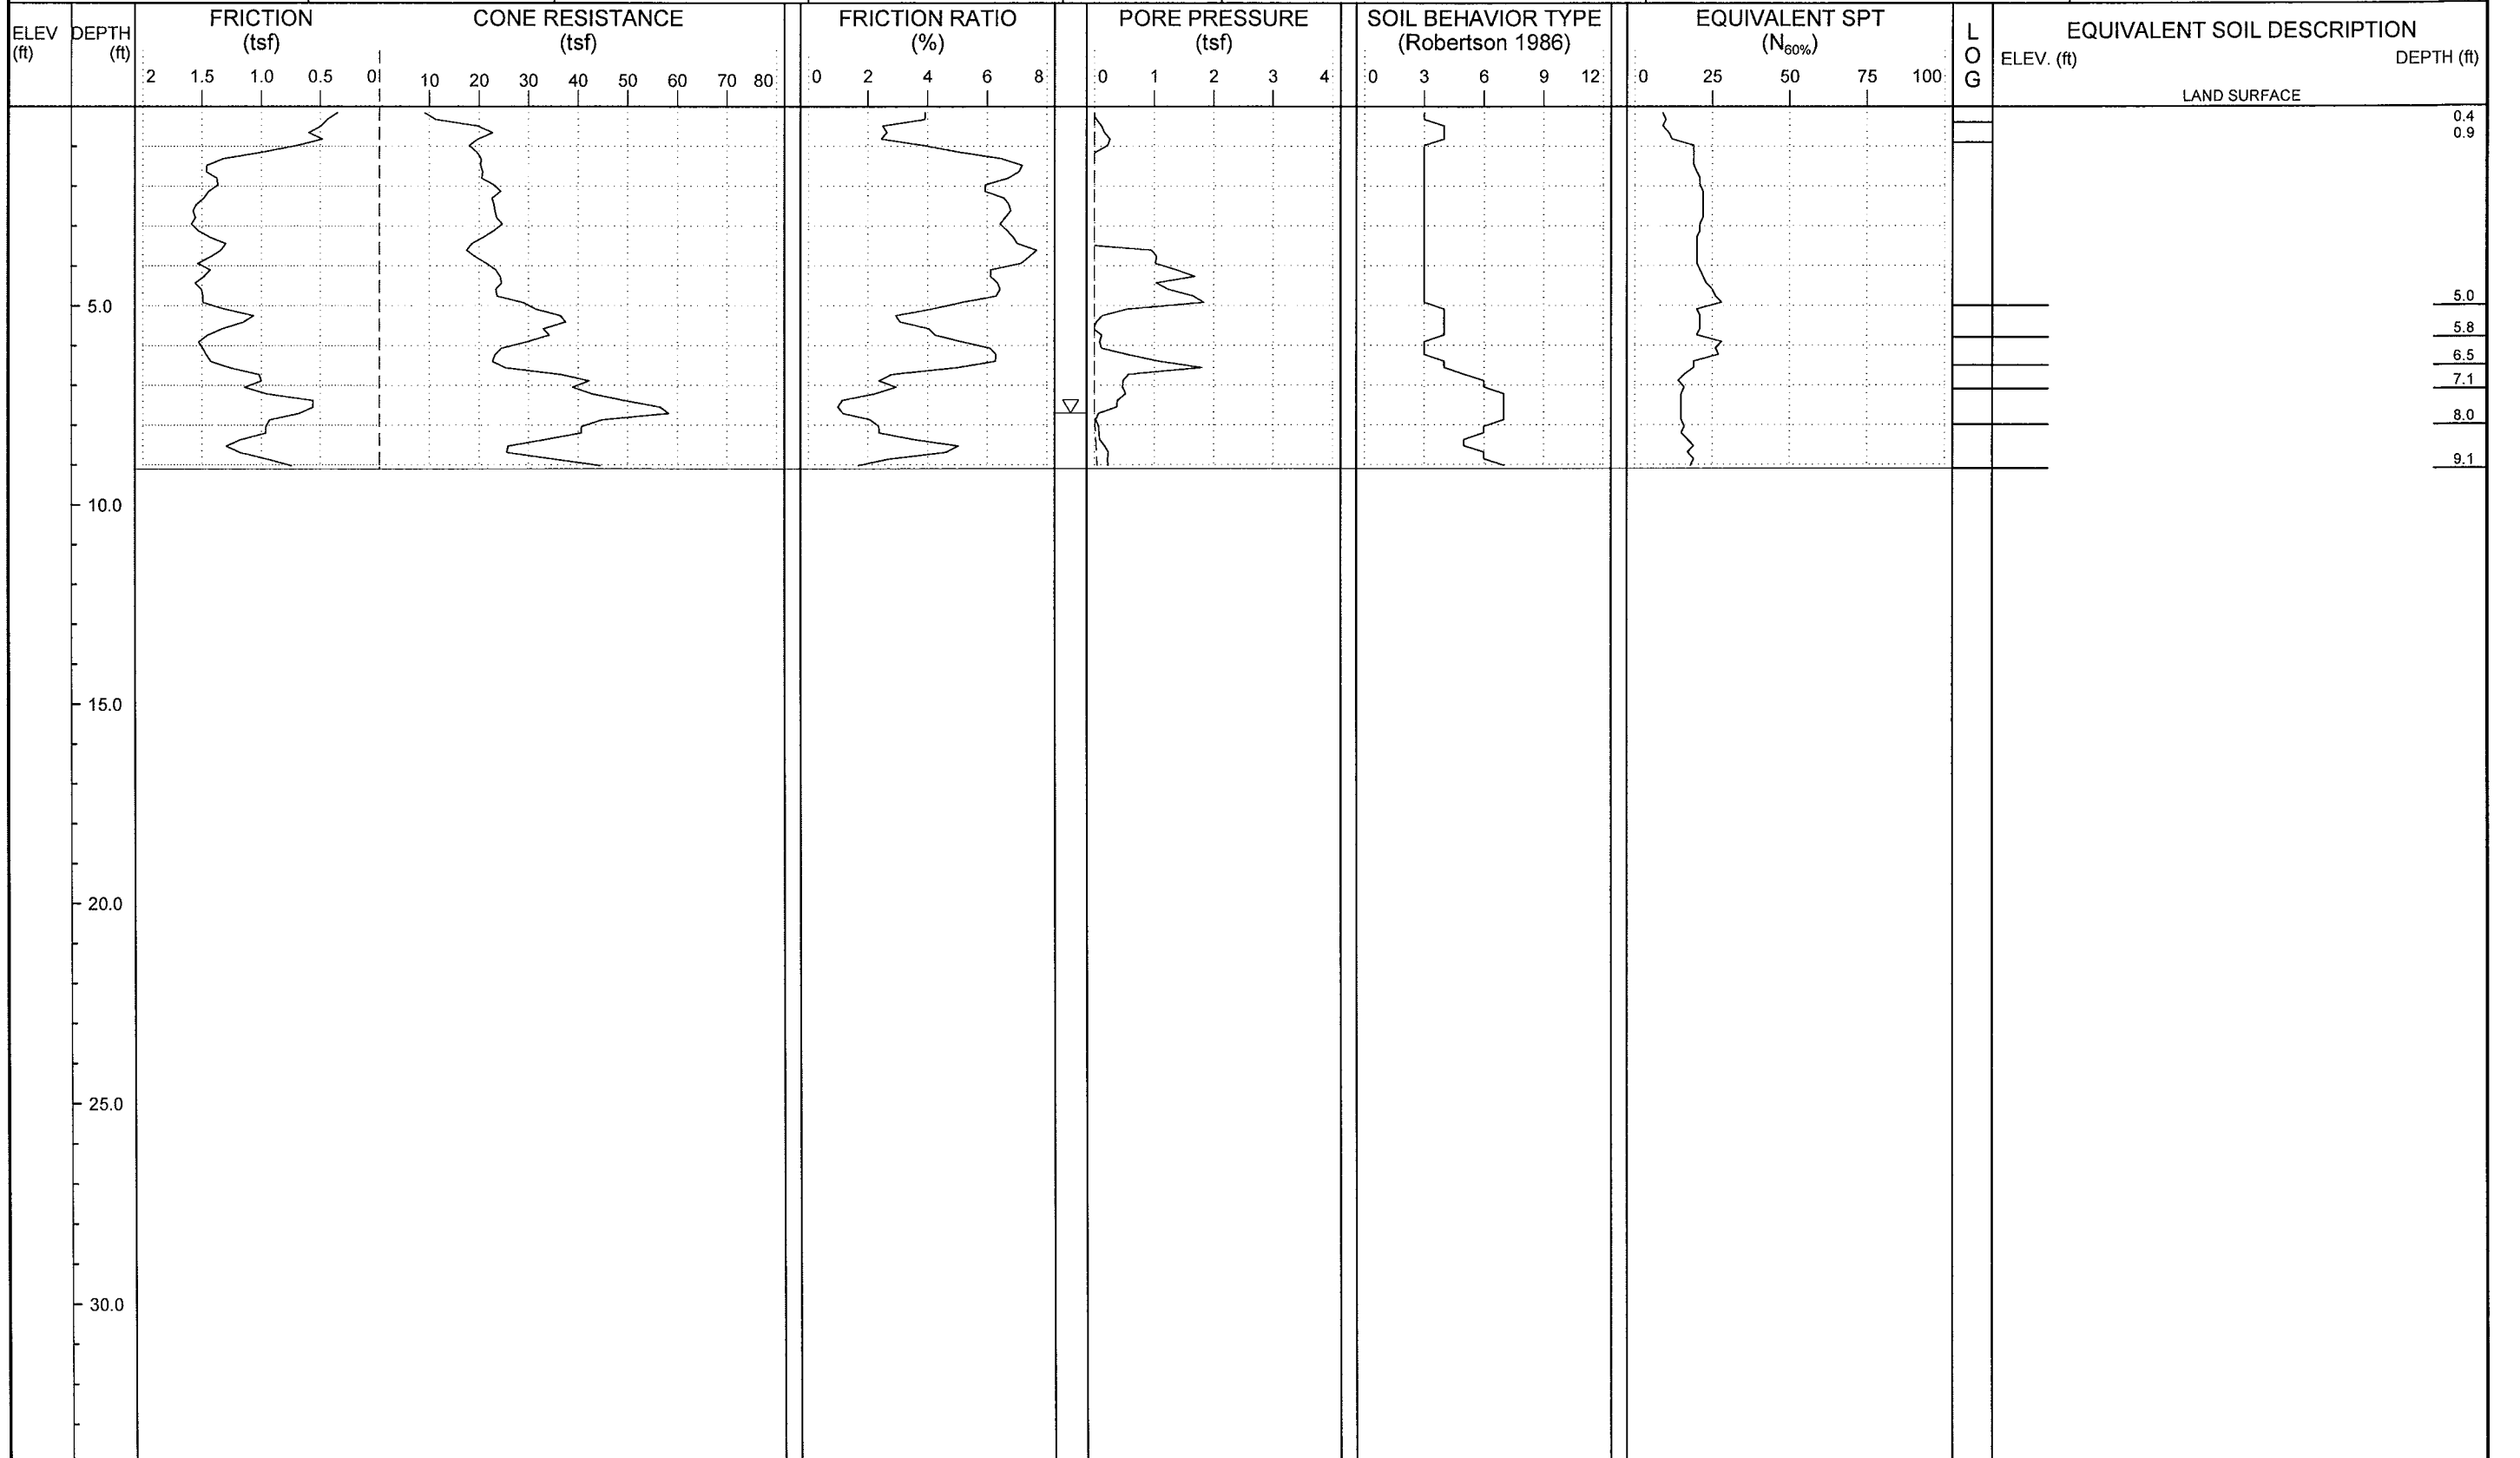 ELEV (ft)
DEPTH (ft)
FRICTION
(tsf)
2 1.5 1.0 0.5 0
CONE RESISTANCE
(tsf)
10 20 30 40 50 60 70 80
FRICTION RATIO
(%)
0 2 4 6 8
PORE PRESSURE
(tsf)
0 1 2 3 4
SOIL BEHAVIOR TYPE
(Robertson 1986)
0 3 6 9 12
EQUIVALENT SPT
(N60%)
0 25 50 75 100
L
O
G
EQUIVALENT SOIL DESCRIPTION
ELEV. (ft) DEPTH (ft)
LAND SURFACE
0.4
0.9
5.0
5.8
6.5
7.1
8.0
9.1
5.0
10.0
15.0
20.0
25.0
30.0